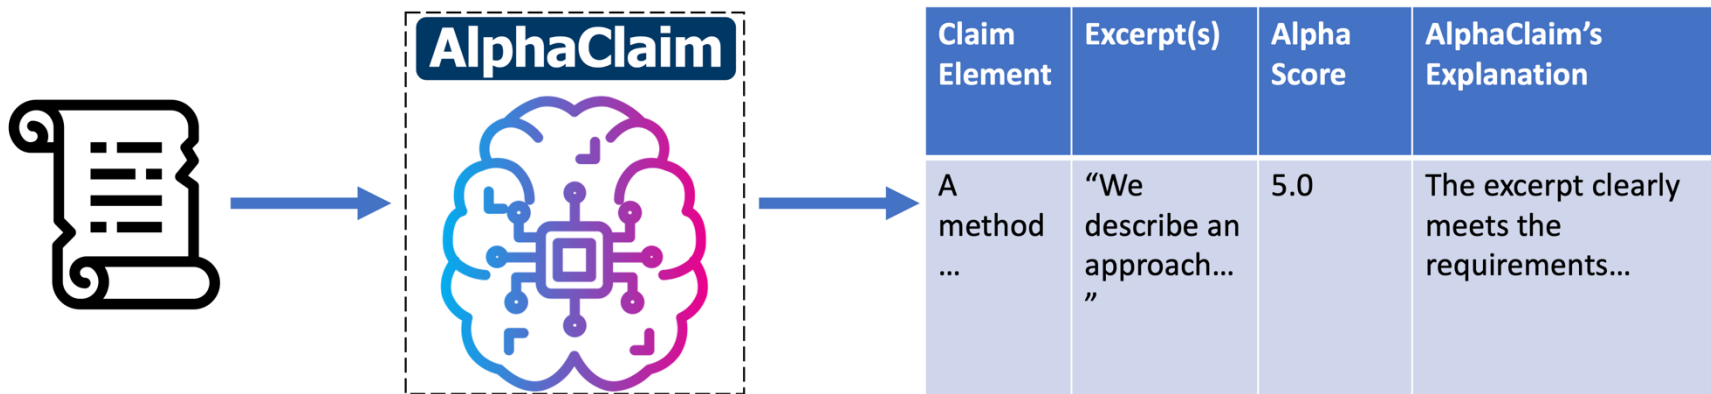 AlphaClaim
Claim
Element
Excerpt(s)
Alpha
Score
AlphaClaim’s
Explanation
A
method
…
“We
describe an
approach…
”
5.0
The excerpt clearly
meets the
requirements…